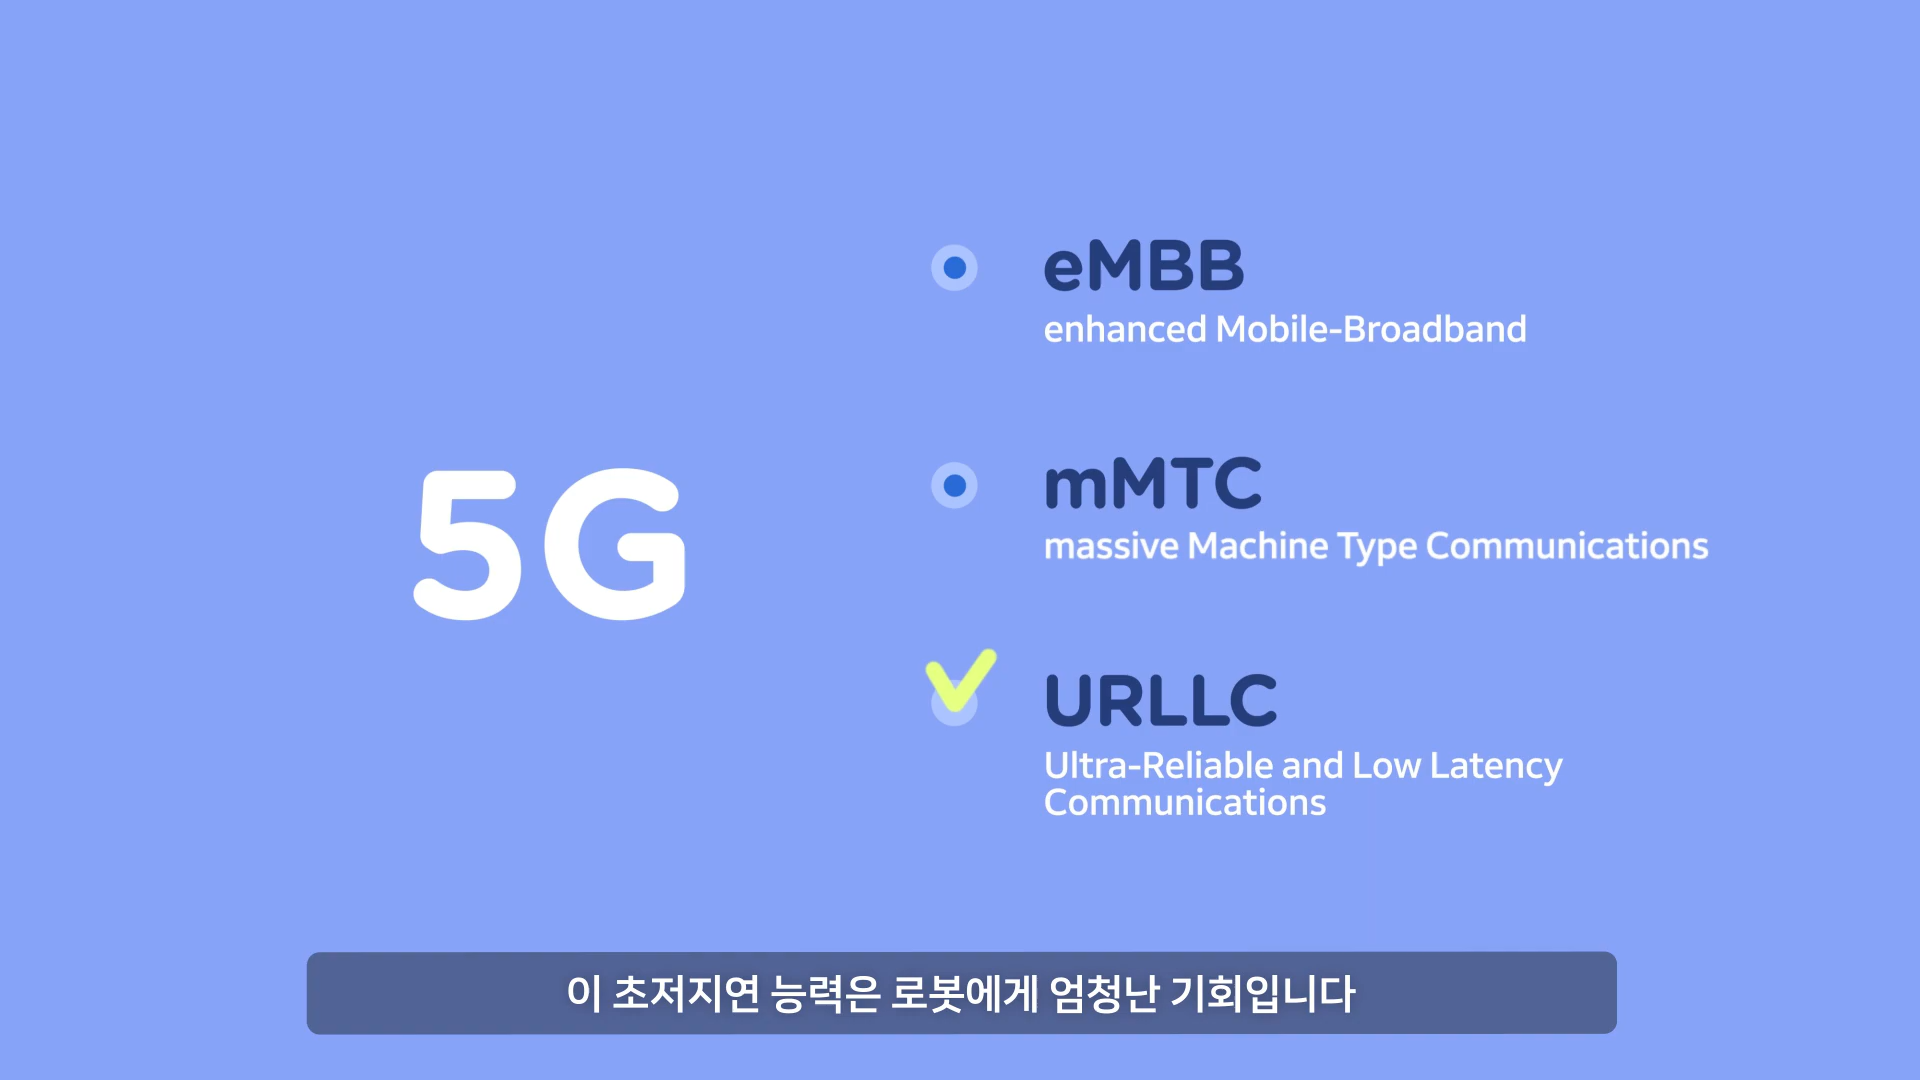 5G
eMBB
enhanced Mobile-Broadband
mMTC
massive Machine Type Communications
URLLC
Ultra-Reliable and Low Latency
Communications
이 초저지연 능력은 로봇에게 엄청난 기회입니다